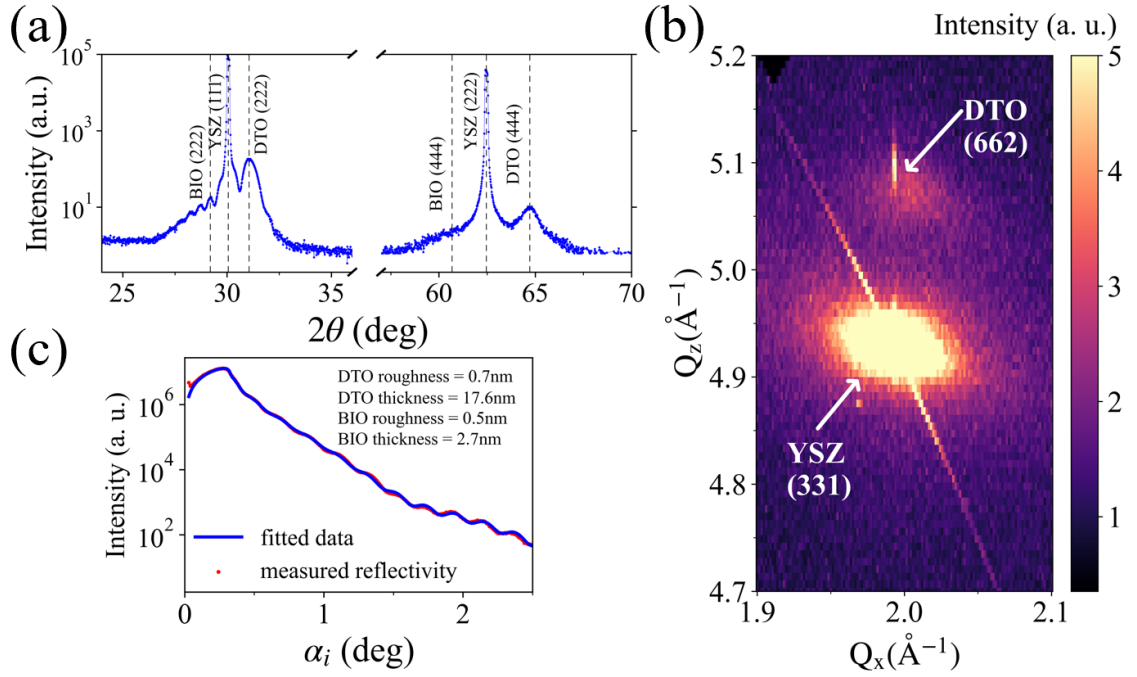 (a)
Intensity (a.u.)
10^5
10^3
10^1
BIO (222)
YSZ (111)
DTO (222)
BIO (444)
YSZ (222)
DTO (444)
25 30 35 60 65 70
2θ (deg)
(b)
Intensity (a. u.)
5.2
5.1
5.0
4.9
4.8
4.7
Q_z(Å^−1)
DTO
(662)
YSZ
(331)
1.9 2.0 2.1
Q_x(Å^−1)
5
4
3
2
1
(c)
Intensity (a. u.)
10^6
10^4
10^2
DTO roughness = 0.7nm
DTO thickness = 17.6nm
BIO roughness = 0.5nm
BIO thickness = 2.7nm
fitted data
measured reflectivity
0 1 2
α_i (deg)